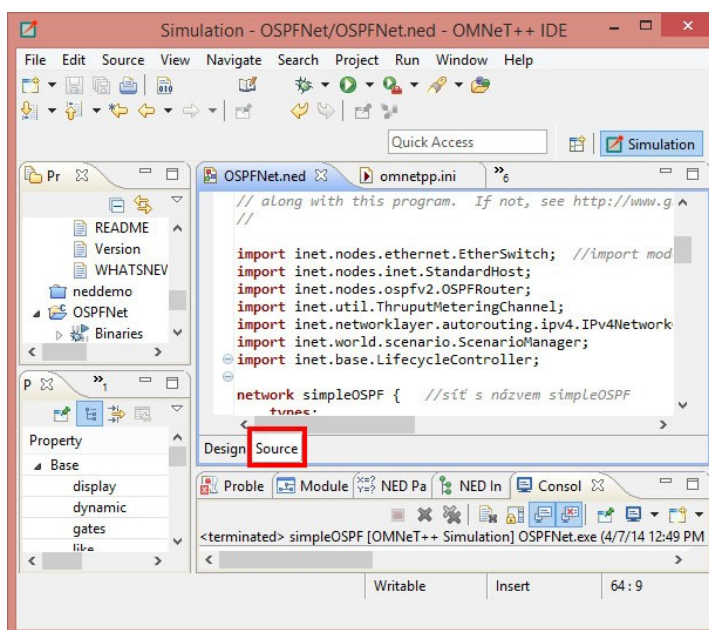 Simulation - OSPFNet/OSPFNet.ned - OMNeT++ IDE
File Edit Source View Navigate Search Project Run Window Help
010
Quick Access
Simulation
Pr
README
Version
WHATSNEV
neddemo
OSPFNet
Binaries
OSPFNet.ned
omnetpp.ini
»6
// along with this program. If not, see http://www.g
//
import inet.nodes.ethernet.EtherSwitch; //import mod
import inet.nodes.inet.StandardHost;
import inet.nodes.ospfv2.OSPFRouter;
import inet.util.ThruputMeteringChannel;
import inet.networklayer.autorouting.ipv4.IPv4Network
import inet.world.scenario.ScenarioManager;
import inet.base.LifecycleController;
network simpleOSPF { //síť s názvem simpleOSPF
types:
Design Source
P
»1
Property
Base
display
dynamic
gates
like
Proble Module NED Pa NED In Consol
<terminated> simpleOSPF [OMNeT++ Simulation] OSPFNet.exe (4/7/14 12:49 PM
Writable Insert 64 : 9